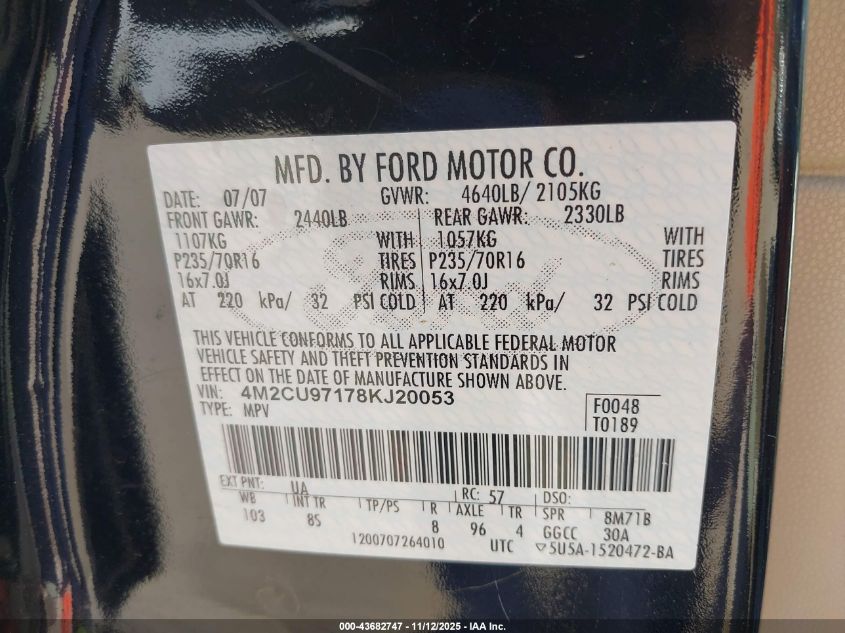 MFD. BY FORD MOTOR CO.
DATE: 07/07 GVWR: 4640LB/ 2105KG
FRONT GAWR: 2440LB REAR GAWR: 2330LB
1107KG WITH 1057KG WITH
P235/70R16 TIRES P235/70R16 TIRES
16x7.0J RIMS 16x7.0J RIMS
AT 220 kPa/ 32 PSI COLD AT 220 kPa/ 32 PSI COLD
THIS VEHICLE CONFORMS TO ALL APPLICABLE FEDERAL MOTOR
VEHICLE SAFETY AND THEFT PREVENTION STANDARDS IN
EFFECT ON THE DATE OF MANUFACTURE SHOWN ABOVE.
VIN: 4M2CU97178KJ20053
TYPE: MPV
F0048
T0189
EXT PNT: UA RC: 57 DSO:
WB INT TR TP/PS R AXLE TR SPR 8M71B
103 8S 8 96 4 GGCC 30A
1200707264010 UTC ▽5U5A-1520472-BA
Ford
000-43682747 - 11/12/2025 - IAA Inc.